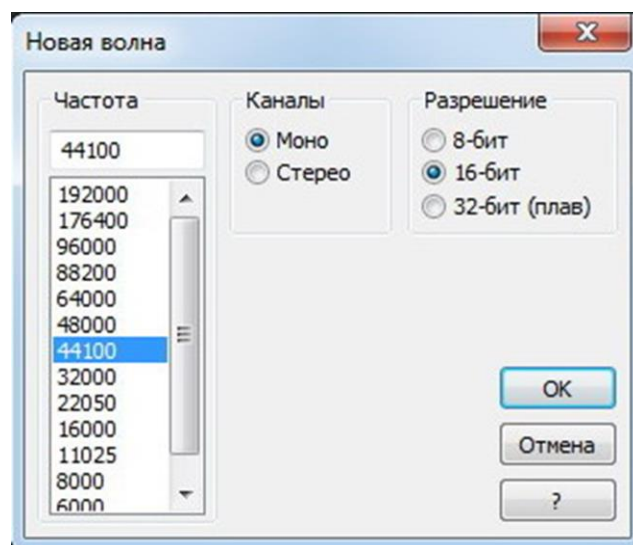 Новая волна
Частота
44100
192000
176400
96000
88200
64000
48000
44100
32000
22050
16000
11025
8000
6000
Каналы
Моно
Стерео
Разрешение
8-бит
16-бит
32-бит (плав)
OK
Отмена
?